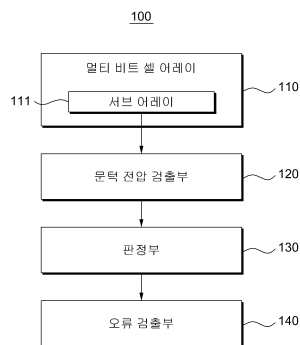 100
멀티 비트 셀 어레이
110
111
서브 어레이
문턱 전압 검출부
120
판정부
130
오류 검출부
140